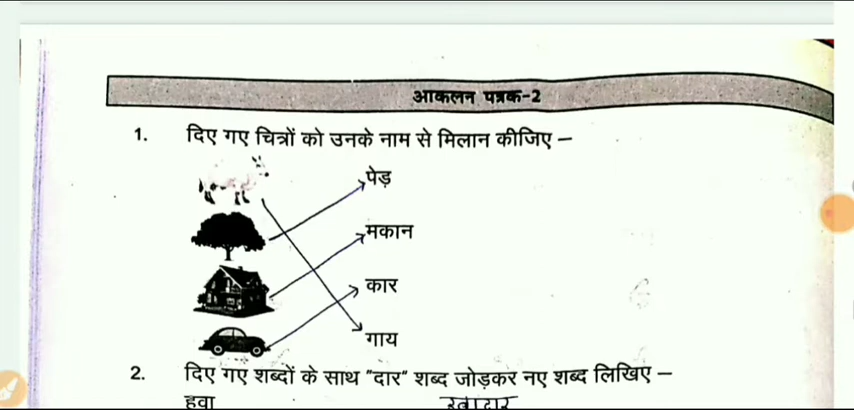 आकलन पत्रक-2
1. दिए गए चित्रों को उनके नाम से मिलान कीजिए –
पेड़
मकान
कार
गाय
2. दिए गए शब्दों के साथ "दार" शब्द जोड़कर नए शब्द लिखिए –
हवा